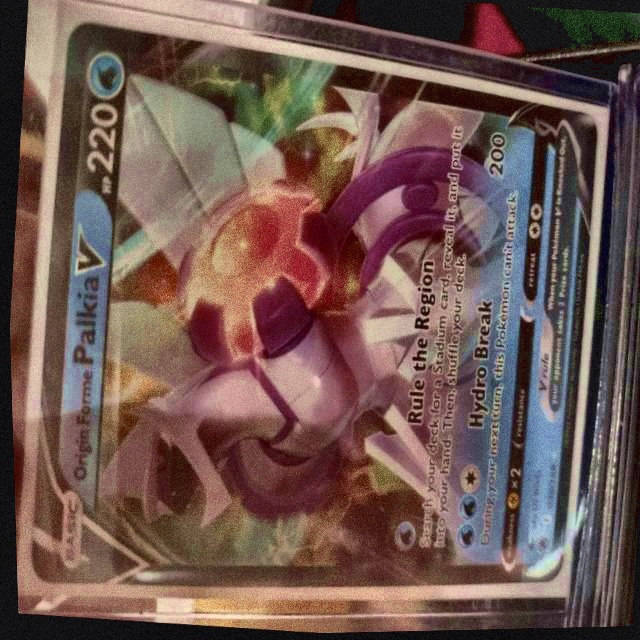 BASIC
Origin Forme Palkia V
HP 220
Rule the Region
Search your deck for a Stadium card, reveal it, and put it
into your hand. Then, shuffle your deck.
Hydro Break 200
During your next turn, this Pokémon can't attack.
weakness ×2 resistance retreat
V rule When your Pokémon V is Knocked Out,
your opponent takes 2 Prize cards.